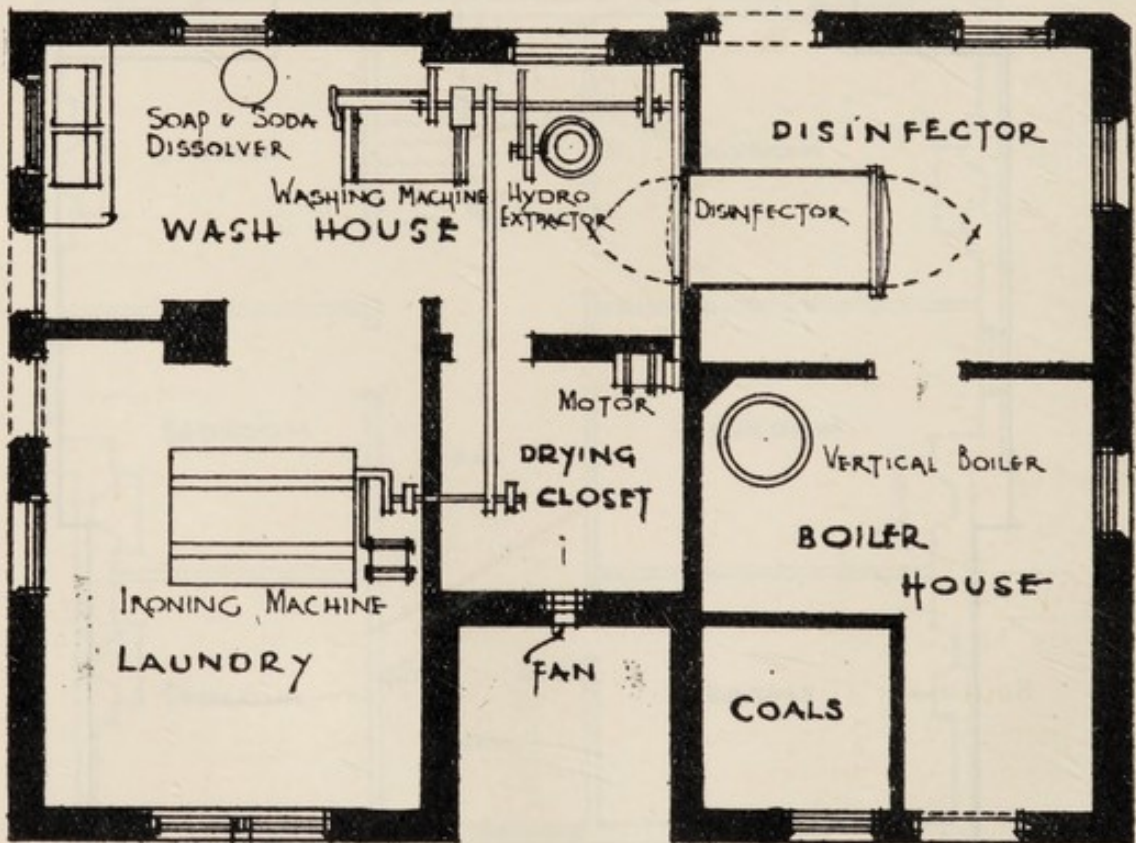 SOAP & SODA
DISSOLVER
WASHING MACHINE
HYDRO
EXTRACTOR
WASH HOUSE
DISINFECTOR
DISINFECTOR
MOTOR
DRYING
CLOSET
VERTICAL BOILER
BOILER
HOUSE
IRONING MACHINE
LAUNDRY
FAN
COALS